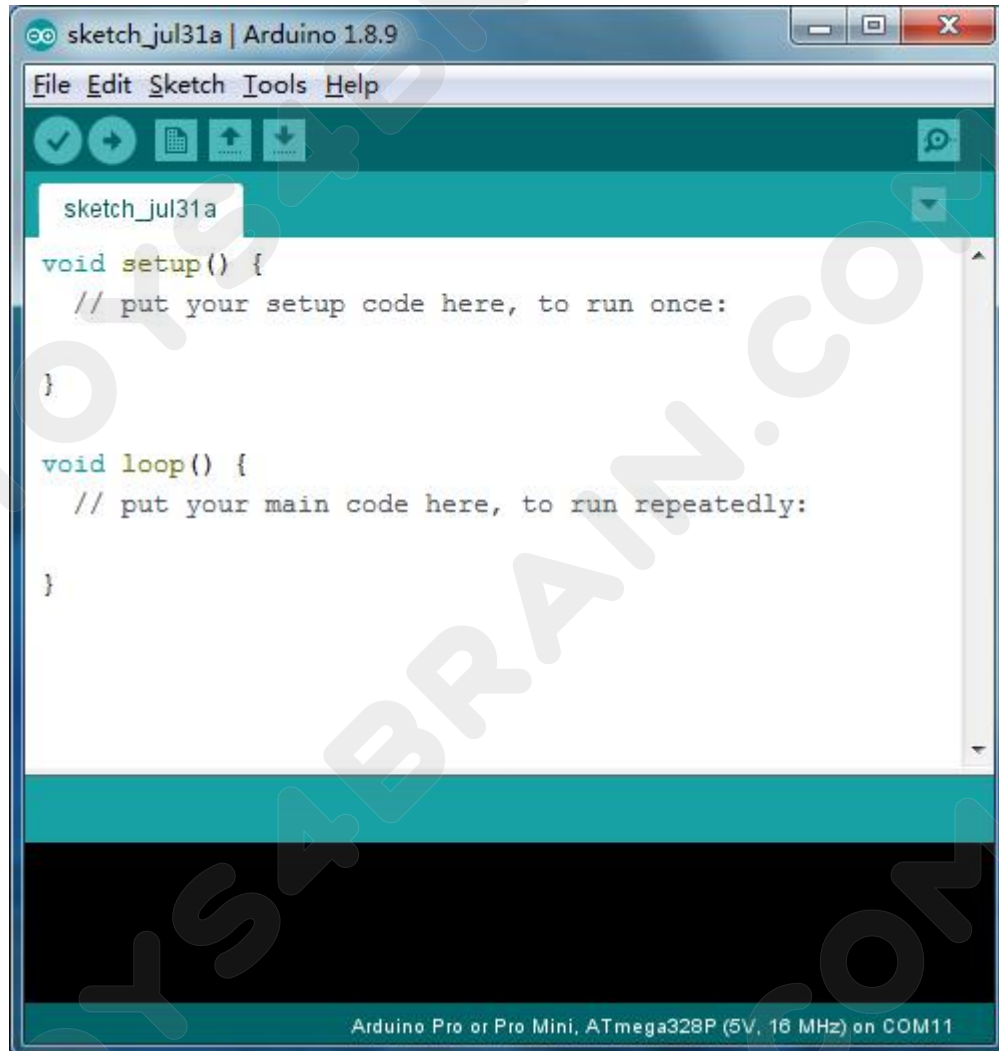 sketch_jul31a | Arduino 1.8.9
File Edit Sketch Tools Help
sketch_jul31a
void setup() {
  // put your setup code here, to run once:
}
void loop() {
  // put your main code here, to run repeatedly:
}
Arduino Pro or Pro Mini, ATmega328P (5V, 16 MHz) on COM11
TOYS4BRAIN.COM